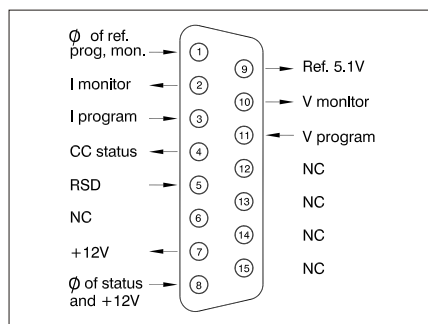 Ø of ref.
prog, mon.
I monitor
I program
CC status
RSD
NC
+12V
Ø of status
and +12V
1
2
3
4
5
6
7
8
9
10
11
12
13
14
15
Ref. 5.1V
V monItor
V program
NC
NC
NC
NC